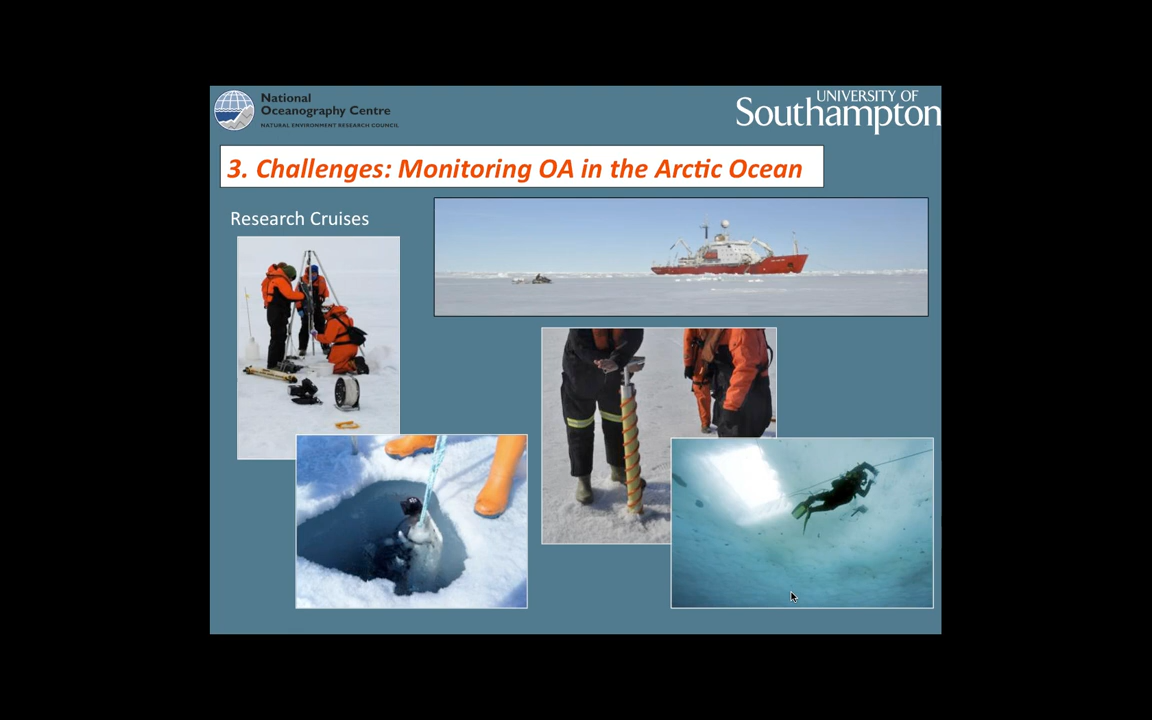 National
Oceanography Centre
NATURAL ENVIRONMENT RESEARCH COUNCIL
UNIVERSITY OF
Southampton
3. Challenges: Monitoring OA in the Arctic Ocean
Research Cruises